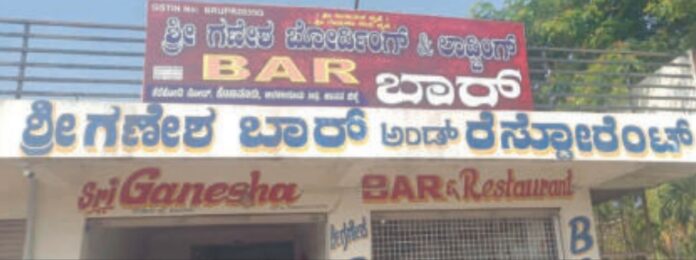 ಶ್ರೀ ಗಣೇಶ ಬೋರ್ಡಿಂಗ್ & ಲಾಡ್ಜಿಂಗ್
BAR ಬಾರ್
ಶ್ರೀ ಗಣೇಶ ಬಾರ್ ಅಂಡ್ ರೆಸ್ಟೋರೆಂಟ್
Sri Ganesha BAR & Restaurant
B